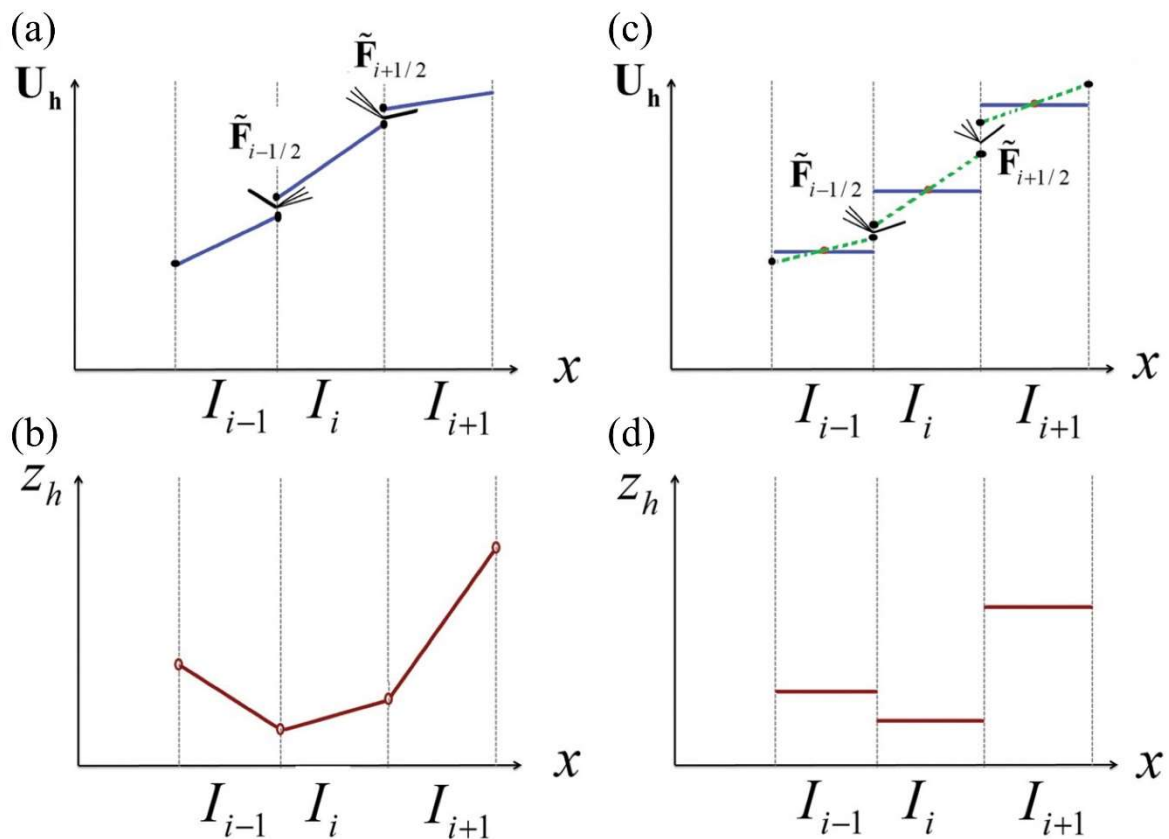 (a)
U_h
F̃_{i+1/2}
F̃_{i−1/2}
x
I_{i−1} I_i I_{i+1}
(c)
U_h
F̃_{i−1/2}
F̃_{i+1/2}
x
I_{i−1} I_i I_{i+1}
(b)
z_h
x
I_{i−1} I_i I_{i+1}
(d)
z_h
x
I_{i−1} I_i I_{i+1}